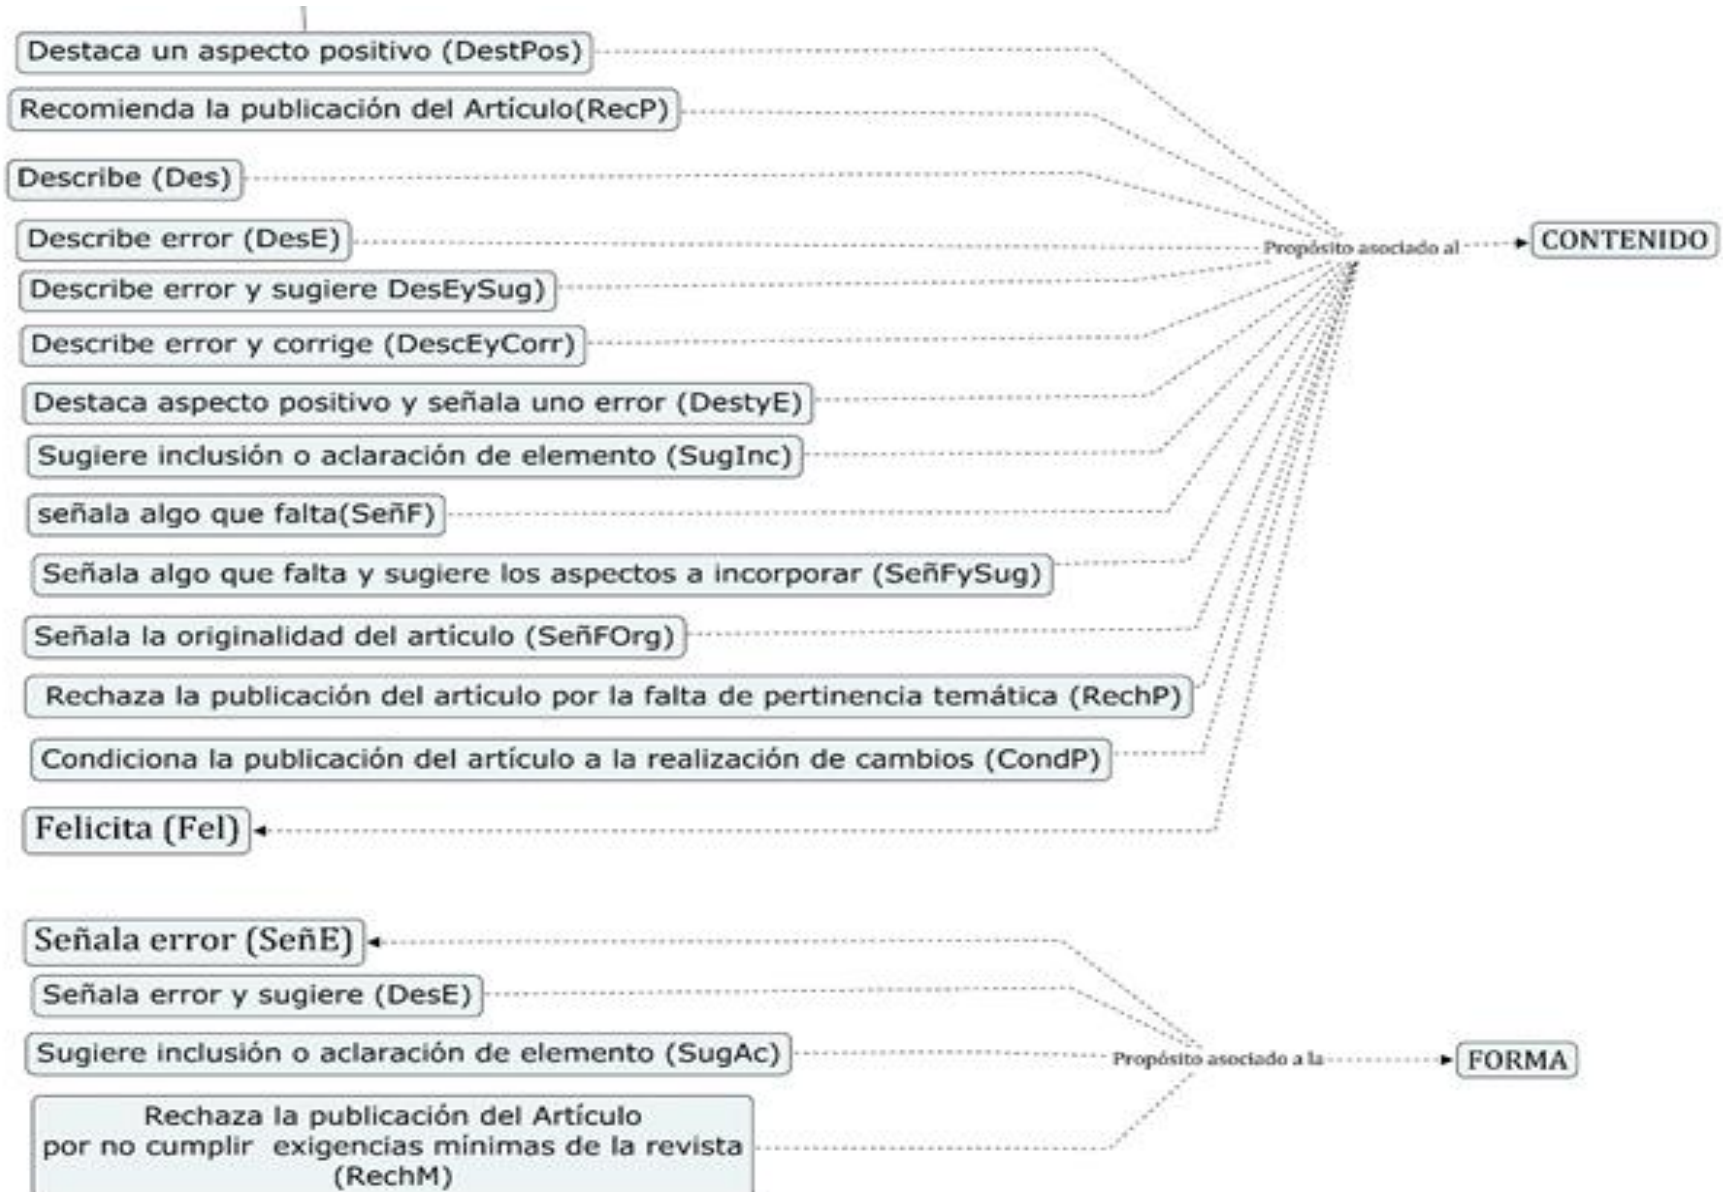 Destaca un aspecto positivo (DestPos)
Recomienda la publicación del Artículo(RecP)
Describe (Des)
Describe error (DesE)
Propósito asociado al
CONTENIDO
Describe error y sugiere DesEySug)
Describe error y corrige (DescEyCorr)
Destaca aspecto positivo y señala uno error (DestyE)
Sugiere inclusión o aclaración de elemento (SugInc)
señala algo que falta(SeñF)
Señala algo que falta y sugiere los aspectos a incorporar (SeñFySug)
Señala la originalidad del artículo (SeñFOrg)
Rechaza la publicación del artículo por la falta de pertinencia temática (RechP)
Condiciona la publicación del artículo a la realización de cambios (CondP)
Felicita (Fel)
Señala error (SeñE)
Señala error y sugiere (DesE)
Sugiere inclusión o aclaración de elemento (SugAc)
Propósito asociado a la
FORMA
Rechaza la publicación del Artículo
por no cumplir exigencias mínimas de la revista
(RechM)